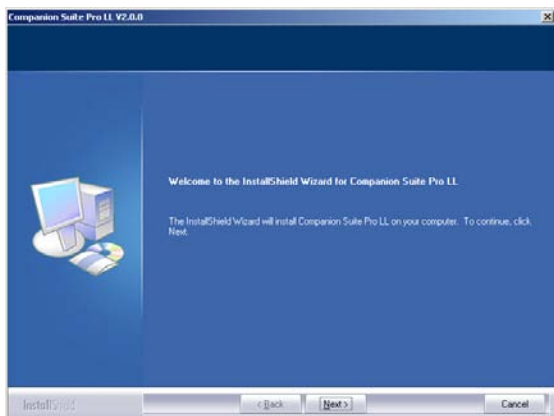 Companion Suite Pro LL V2.0.0
Welcome to the InstallShield Wizard for Companion Suite Pro LL
The InstallShield Wizard will install Companion Suite Pro LL on your computer. To continue, click
Next.
InstallShield
< Back
Next >
Cancel